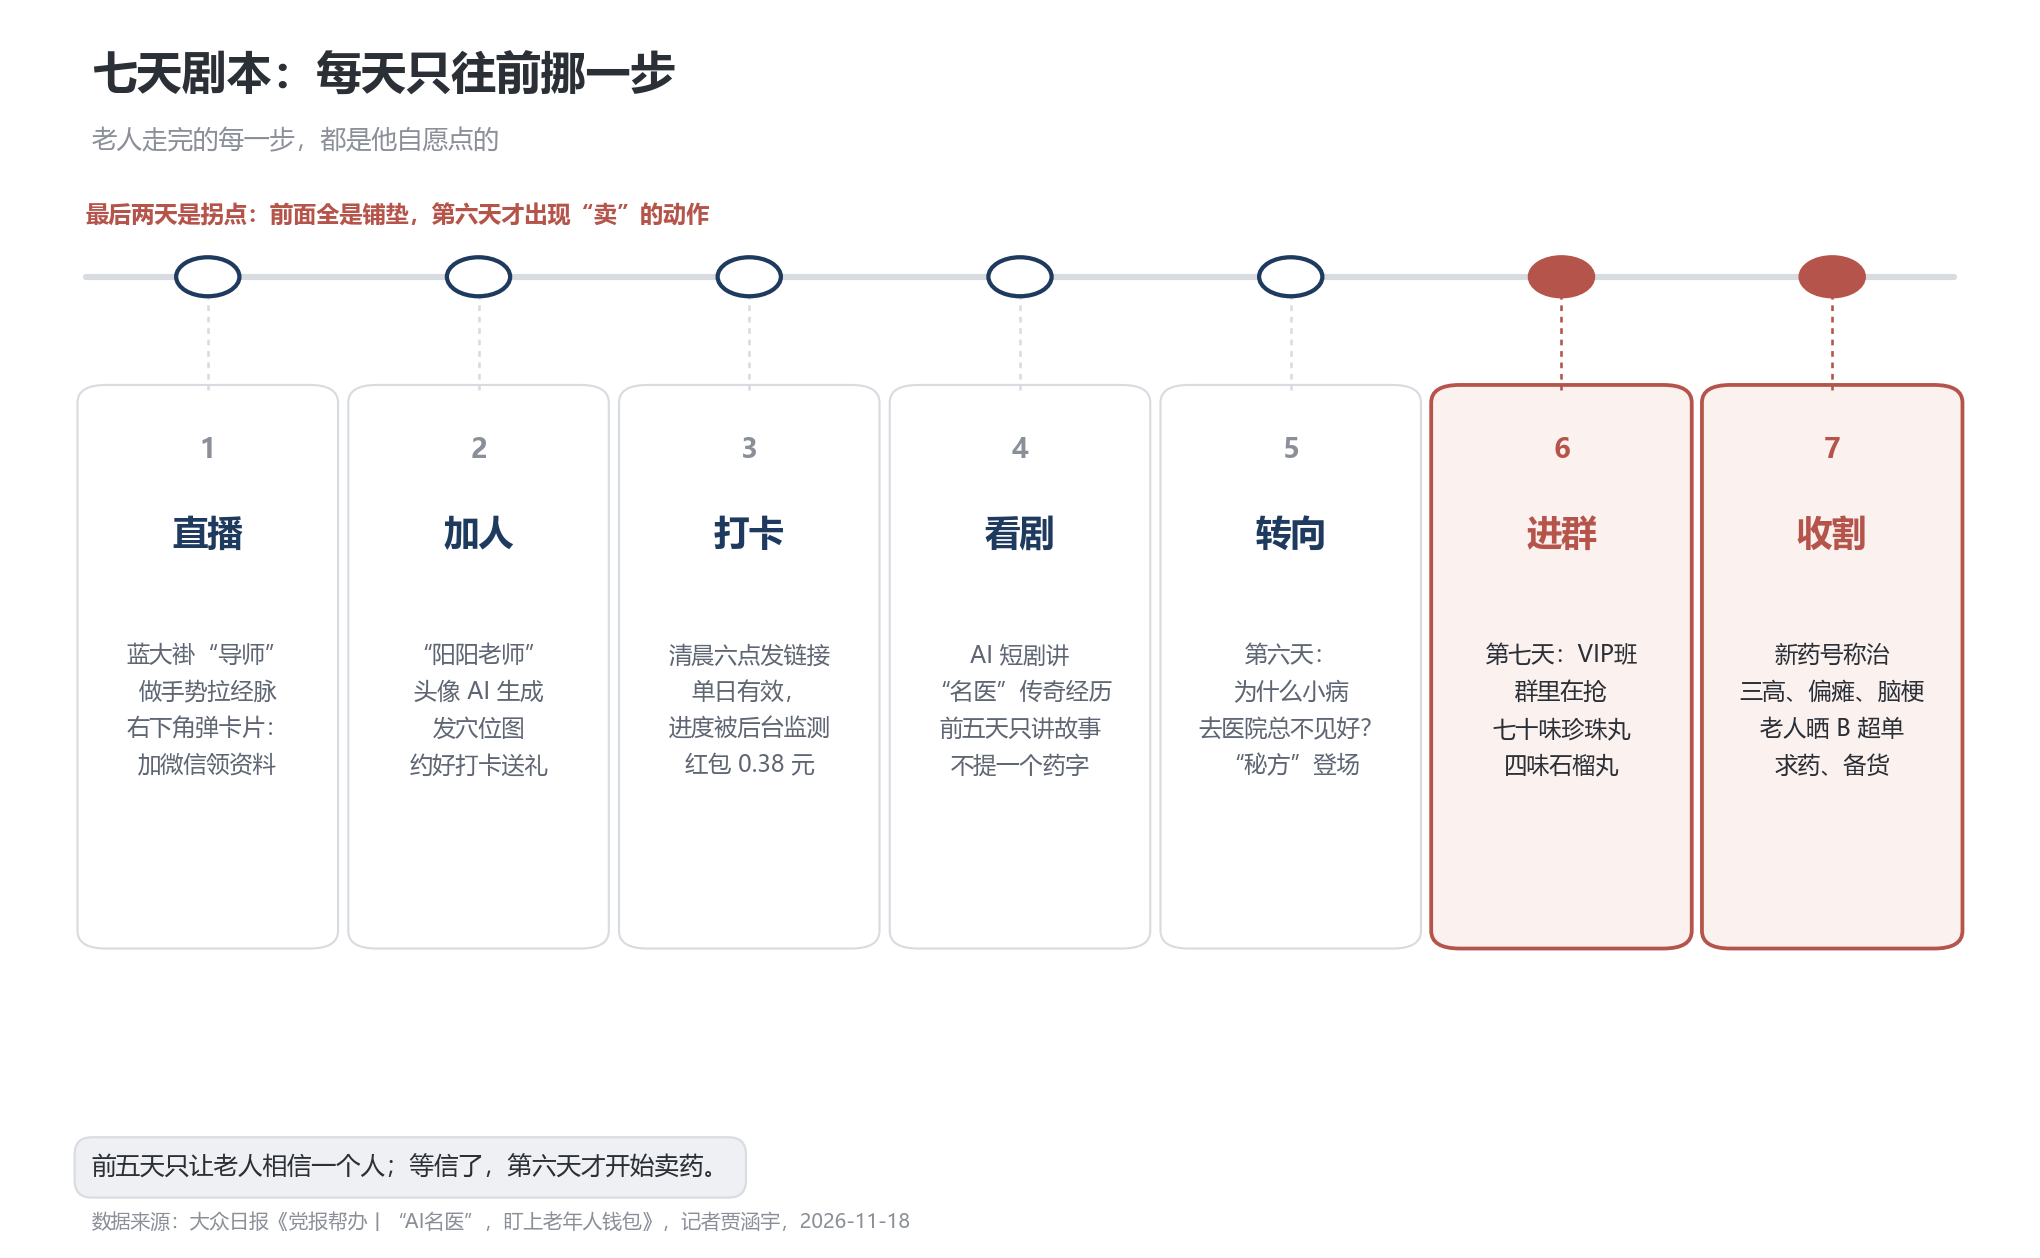 七天剧本：每天只往前挪一步
老人走完的每一步，都是他自愿点的
最后两天是拐点：前面全是铺垫，第六天才出现“卖”的动作
1
直播
蓝大褂“导师”
做手势拉经脉
右下角弹卡片：
加微信领资料
2
加人
“阳阳老师”
头像 AI 生成
发穴位图
约好打卡送礼
3
打卡
清晨六点发链接
单日有效，
进度被后台监测
红包 0.38 元
4
看剧
AI 短剧讲
“名医”传奇经历
前五天只讲故事
不提一个药字
5
转向
第六天：
为什么小病
去医院总不见好？
“秘方”登场
6
进群
第七天：VIP班
群里在抢
七十味珍珠丸
四味石榴丸
7
收割
新药号称治
三高、偏瘫、脑梗
老人晒 B 超单
求药、备货
前五天只让老人相信一个人；等信了，第六天才开始卖药。
数据来源：大众日报《党报帮办丨“AI名医”，盯上老年人钱包》，记者贾涵宇，2026-11-18